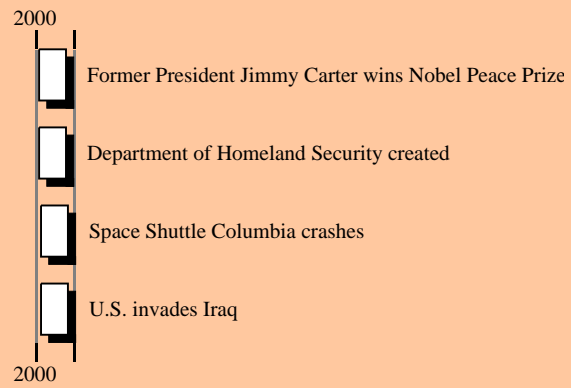 2000
Former President Jimmy Carter wins Nobel Peace Prize
Department of Homeland Security created
Space Shuttle Columbia crashes
U.S. invades Iraq
2000